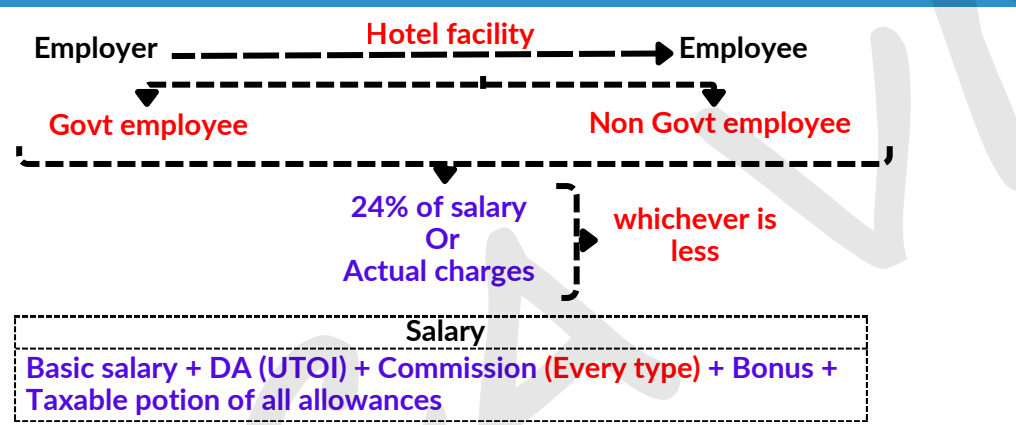 Hotel facility
Employer Employee
Govt employee Non Govt employee
24% of salary
Or
Actual charges
whichever is
less
Salary
Basic salary + DA (UTOI) + Commission (Every type) + Bonus +
Taxable potion of all allowances